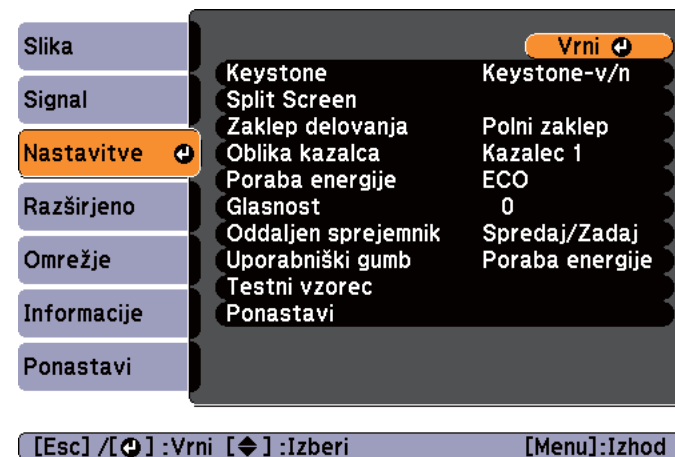 Slika
Signal
Nastavitve
Razširjeno
Omrežje
Informacije
Ponastavi
Vrni
Keystone Keystone-v/n
Split Screen
Zaklep delovanja Polni zaklep
Oblika kazalca Kazalec 1
Poraba energije ECO
Glasnost 0
Oddaljen sprejemnik Spredaj/Zadaj
Uporabniški gumb Poraba energije
Testni vzorec
Ponastavi
[Esc] /[⏎] :Vrni [◆] :Izberi [Menu]:Izhod